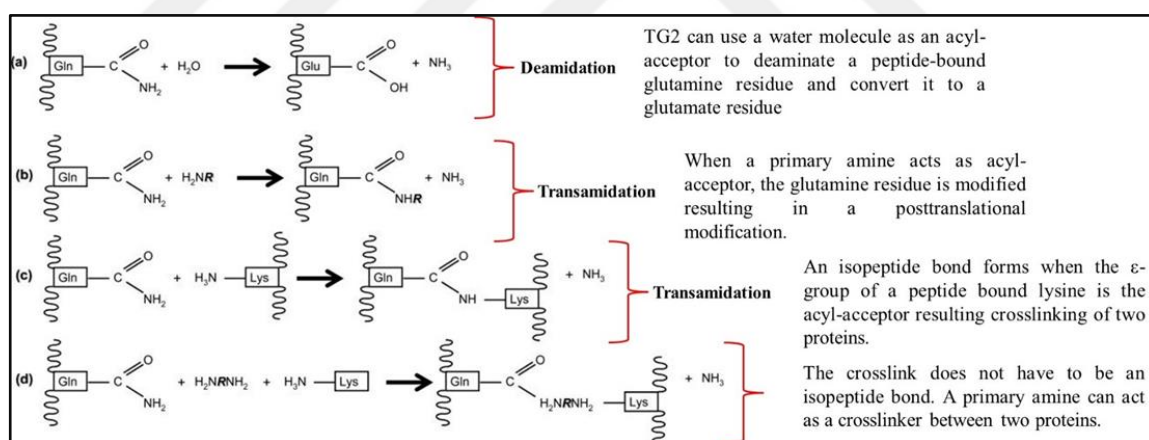 (a) Gln C O NH₂ + H₂O Glu C O OH + NH₃
Deamidation
TG2 can use a water molecule as an acyl-
acceptor to deaminate a peptide-bound
glutamine residue and convert it to a
glutamate residue
(b) Gln C O NH₂ + H₂NR Gln C O NHR + NH₃
Transamidation
When a primary amine acts as acyl-
acceptor, the glutamine residue is modified
resulting in a posttranslational
modification.
(c) Gln C O NH₂ + H₃N Lys Gln C O NH Lys + NH₃
Transamidation
An isopeptide bond forms when the ε-
group of a peptide bound lysine is the
acyl-acceptor resulting crosslinking of two
proteins.
(d) Gln C O NH₂ + H₂NRNH₂ + H₃N Lys Gln C O H₂NRNH₂ Lys + NH₃
The crosslink does not have to be an
isopeptide bond. A primary amine can act
as a crosslinker between two proteins.